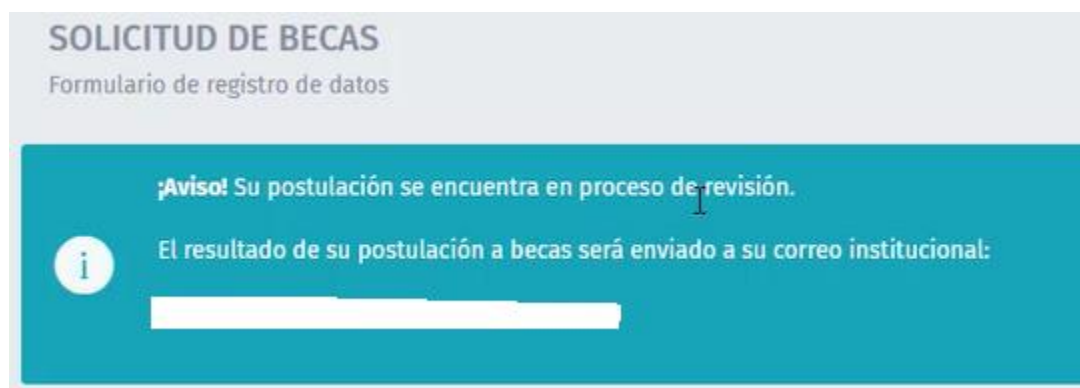 SOLICITUD DE BECAS
Formulario de registro de datos
¡Aviso! Su postulación se encuentra en proceso de revisión.
El resultado de su postulación a becas será enviado a su correo institucional:
i